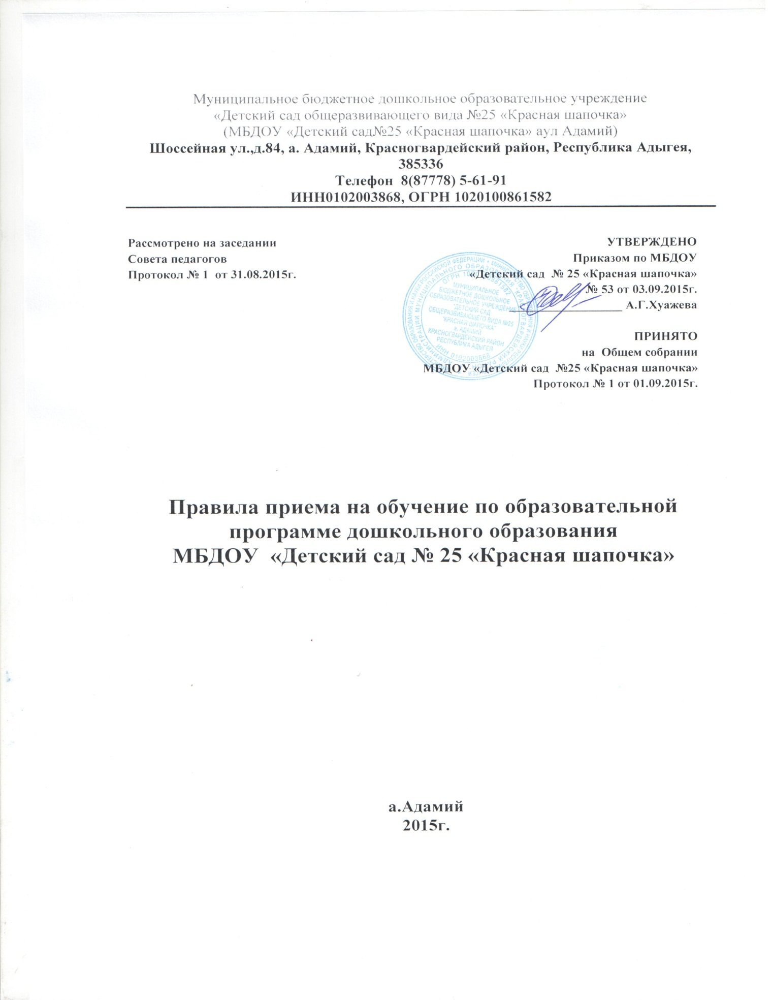 Муниципальное бюджетное дошкольное образовательное учреждение
«Детский сад общеразвивающего вида №25 «Красная шапочка»
(МБДОУ «Детский сад№25 «Красная шапочка» аул Адамий)
Шоссейная ул.,д.84, а. Адамий, Красногвардейский район, Республика Адыгея,
385336
Телефон  8(87778) 5-61-91
ИНН0102003868, ОГРН 1020100861582
Рассмотрено на заседании
Совета педагогов
Протокол № 1  от 31.08.2015г.
УТВЕРЖДЕНО
Приказом по МБДОУ
«Детский сад  № 25 «Красная шапочка»
№ 53 от 03.09.2015г.
А.Г.Хуажева
ПРИНЯТО
на  Общем собрании
МБДОУ «Детский сад  №25 «Красная шапочка»
Протокол № 1 от 01.09.2015г.
МУНИЦИПАЛЬНОЕ
БЮДЖЕТНОЕ ДОШКОЛЬНОЕ
ОБРАЗОВАТЕЛЬНОЕ УЧРЕЖДЕНИЕ
"ДЕТСКИЙ САД
ОБЩЕРАЗВИВАЮЩЕГО ВИДА №25
"КРАСНАЯ ШАПОЧКА"
а. АДАМИЙ
КРАСНОГВАРДЕЙСКИЙ РАЙОН
РЕСПУБЛИКА АДЫГЕЯ
Правила приема на обучение по образовательной
программе дошкольного образования
МБДОУ  «Детский сад № 25 «Красная шапочка»
а.Адамий
2015г.